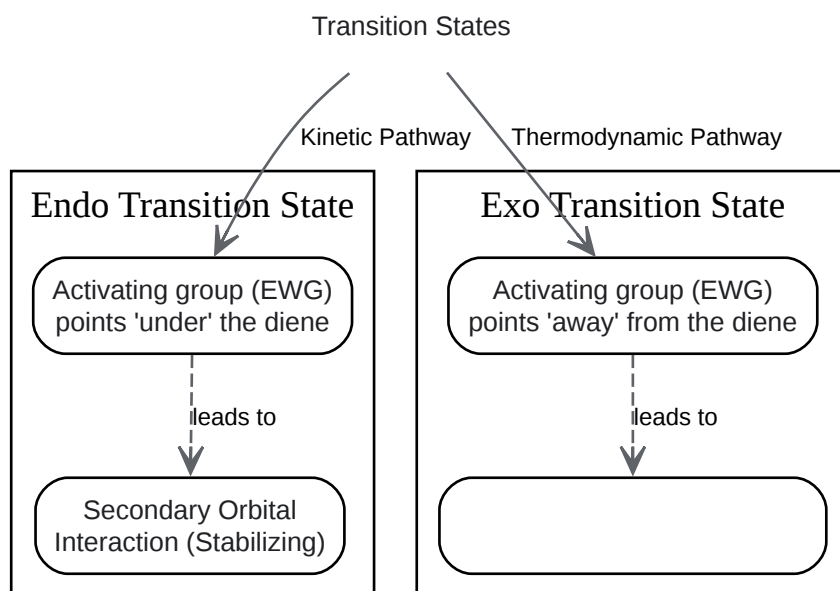 Transition States
Kinetic Pathway
Thermodynamic Pathway
Endo Transition State
Exo Transition State
Activating group (EWG)
points 'under' the diene
Activating group (EWG)
points 'away' from the diene
leads to
leads to
Secondary Orbital
Interaction (Stabilizing)